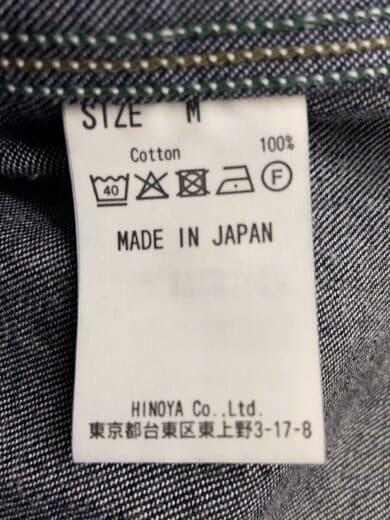 SIZE M
Cotton 100%
40 F
MADE IN JAPAN
HINOYA Co.,Ltd.
東京都台東区東上野3-17-8